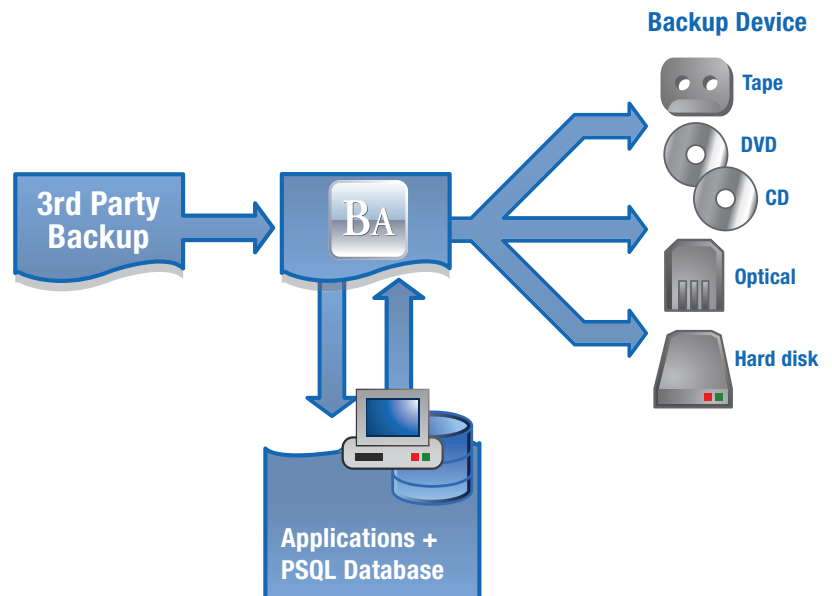 Backup Device
Tape
DVD
CD
Optical
Hard disk
3rd Party
Backup
BA
Applications +
PSQL Database